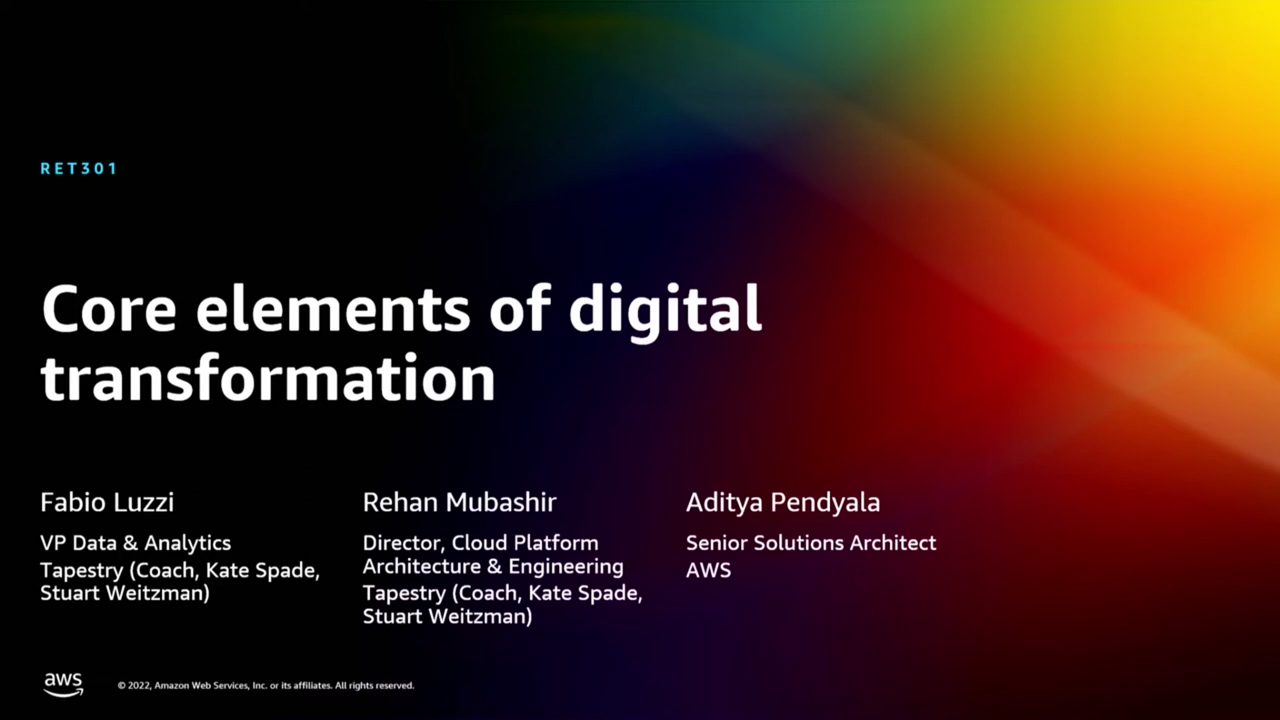 RET301
Core elements of digital
transformation
Fabio Luzzi
VP Data & Analytics
Tapestry (Coach, Kate Spade,
Stuart Weitzman)
Rehan Mubashir
Director, Cloud Platform
Architecture & Engineering
Tapestry (Coach, Kate Spade,
Stuart Weitzman)
Aditya Pendyala
Senior Solutions Architect
AWS
aws
© 2022, Amazon Web Services, Inc. or its affiliates. All rights reserved.